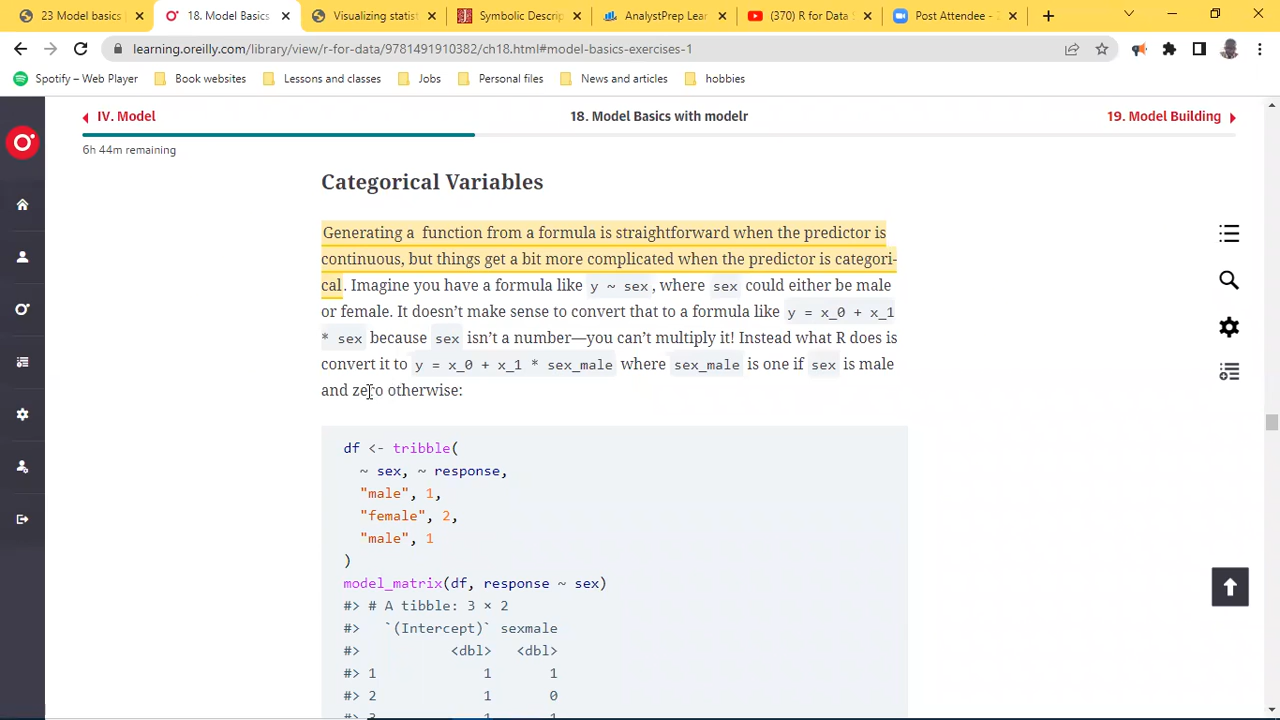 23 Model basics
18. Model Basics
Visualizing statist
Symbolic Descrip
AnalystPrep Lear
(370) R for Data S
Post Attendee - Z
learning.oreilly.com/library/view/r-for-data/9781491910382/ch18.html#model-basics-exercises-1
Spotify – Web Player
Book websites
Lessons and classes
Jobs
Personal files
News and articles
hobbies
IV. Model
18. Model Basics with modelr
19. Model Building
6h 44m remaining
Categorical Variables
Generating a function from a formula is straightforward when the predictor is
continuous, but things get a bit more complicated when the predictor is categori-
cal. Imagine you have a formula like y ~ sex, where sex could either be male
or female. It doesn’t make sense to convert that to a formula like y = x_0 + x_1
* sex because sex isn’t a number—you can’t multiply it! Instead what R does is
convert it to y = x_0 + x_1 * sex_male where sex_male is one if sex is male
and zero otherwise:
df <- tribble(
~ sex, ~ response,
"male", 1,
"female", 2,
"male", 1
)
model_matrix(df, response ~ sex)
#> # A tibble: 3 × 2
#> `(Intercept)` sexmale
#> <dbl> <dbl>
#> 1 1 1
#> 2 1 0
#> 3 1 1